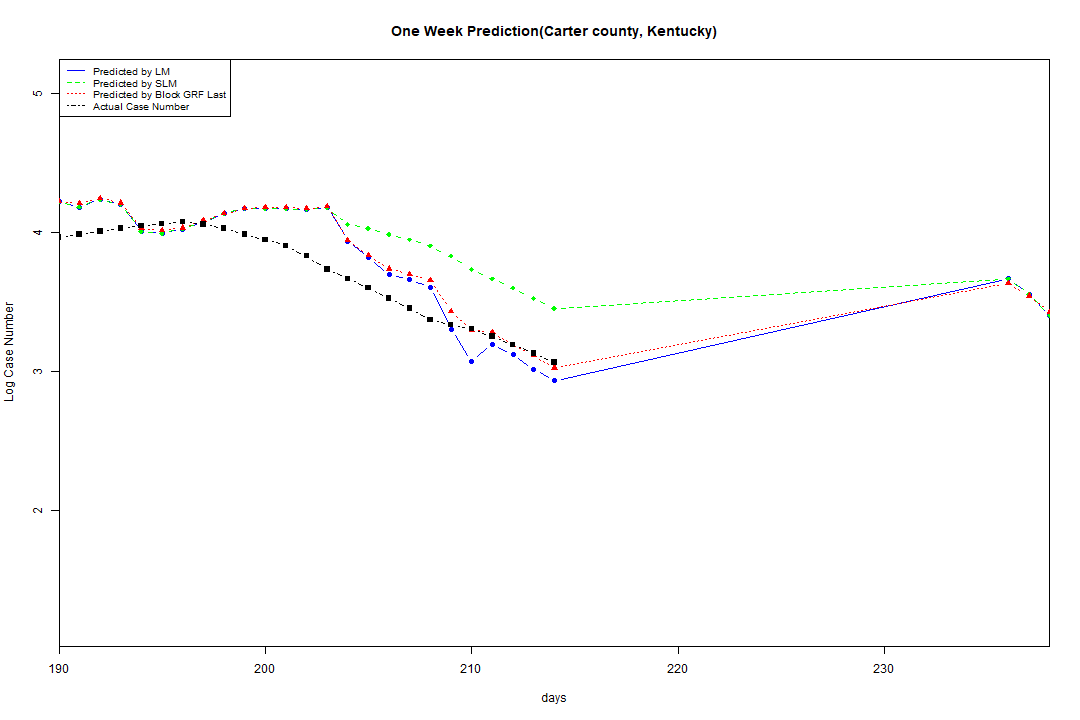 One Week Prediction(Carter county, Kentucky)
Predicted by LM
Predicted by SLM
Predicted by Block GRF Last
Actual Case Number
5
4
3
2
Log Case Number
190 200 210 220 230
days